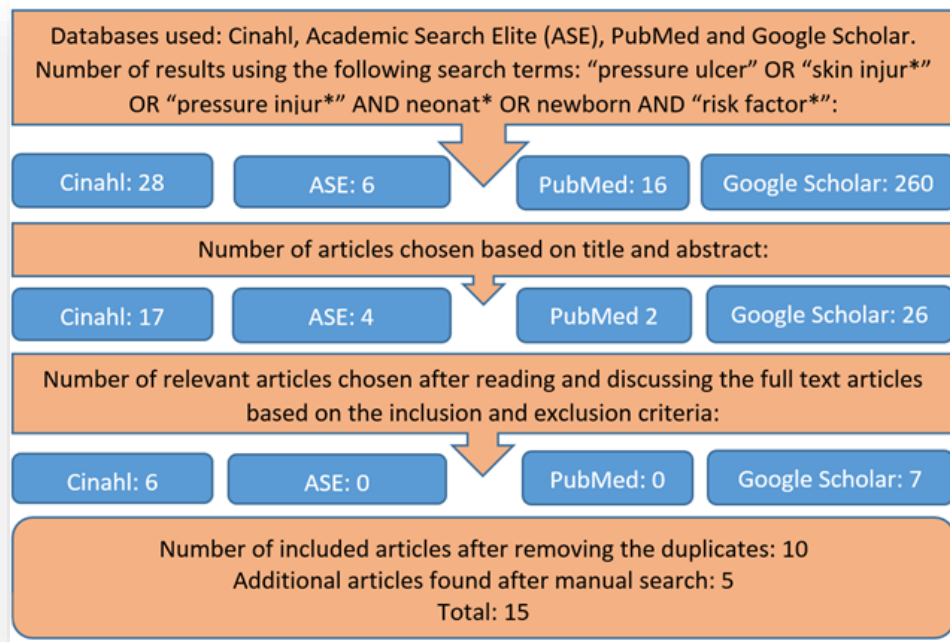 Databases used: Cinahl, Academic Search Elite (ASE), PubMed and Google Scholar.
Number of results using the following search terms: “pressure ulcer” OR “skin injur*”
OR “pressure injur*” AND neonat* OR newborn AND “risk factor*”:
Cinahl: 28
ASE: 6
PubMed: 16
Google Scholar: 260
Number of articles chosen based on title and abstract:
Cinahl: 17
ASE: 4
PubMed 2
Google Scholar: 26
Number of relevant articles chosen after reading and discussing the full text articles
based on the inclusion and exclusion criteria:
Cinahl: 6
ASE: 0
PubMed: 0
Google Scholar: 7
Number of included articles after removing the duplicates: 10
Additional articles found after manual search: 5
Total: 15